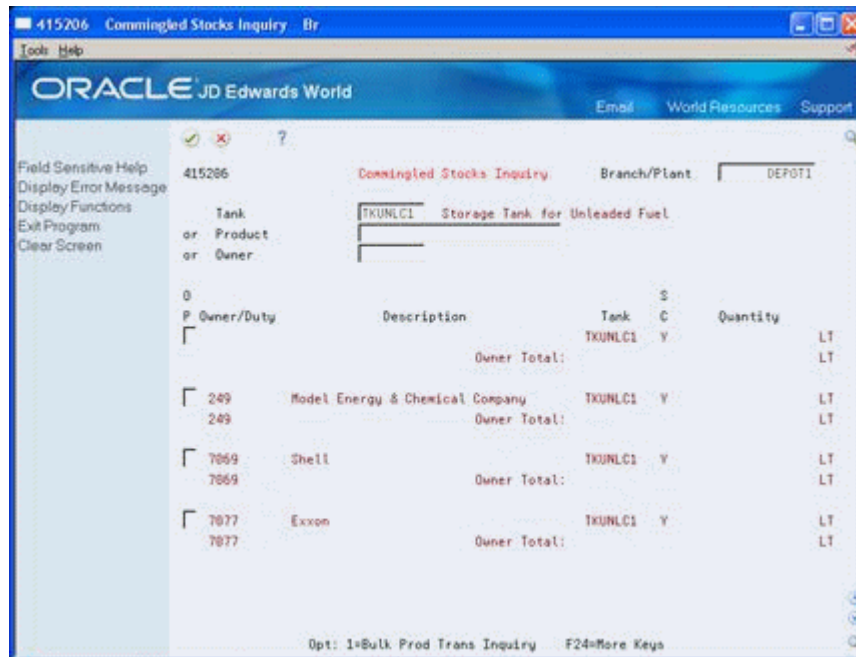 415206 Commingled Stocks Inquiry Br
Tools Help
ORACLE JD Edwards World
Email World Resources Support
?
Field Sensitive Help
Display Error Message
Display Functions
Exit Program
Clear Screen
415206 Commingled Stocks Inquiry Branch/Plant DEPOT1
Tank TKUNLC1 Storage Tank for Unleaded Fuel
or Product
or Owner
O S
P Owner/Duty Description Tank C Quantity
TKUNLC1 Y LT
Owner Total: LT
249 Model Energy & Chemical Company TKUNLC1 Y LT
249 Owner Total: LT
7069 Shell TKUNLC1 Y LT
7069 Owner Total: LT
7077 Exxon TKUNLC1 Y LT
7077 Owner Total: LT
Opt: 1=Bulk Prod Trans Inquiry F24=More Keys